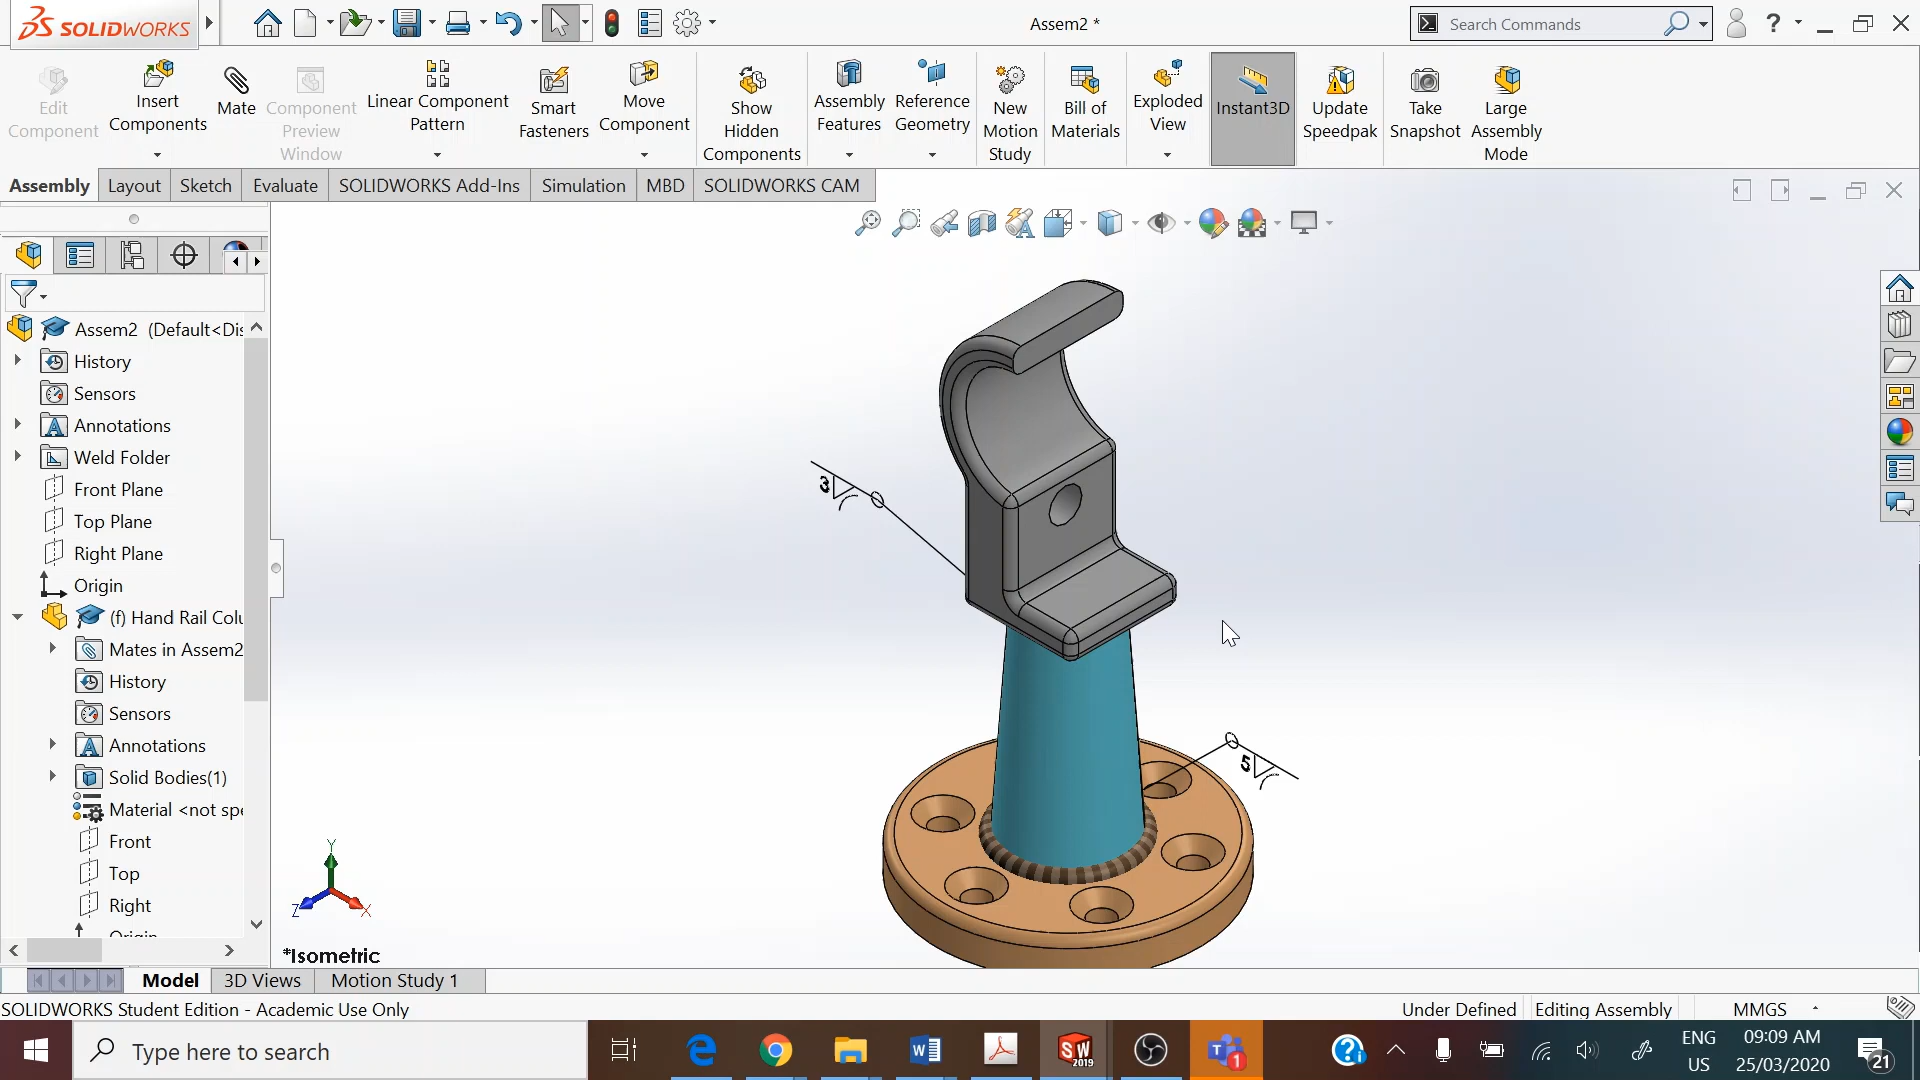 SOLIDWORKS
Assem2 *
Search Commands
Edit Component
Insert Components
Mate
Component Preview Window
Linear Component Pattern
Smart Fasteners
Move Component
Show Hidden Components
Assembly Features
Reference Geometry
New Motion Study
Bill of Materials
Exploded View
Instant3D
Update Speedpak
Take Snapshot
Large Assembly Mode
Assembly
Layout
Sketch
Evaluate
SOLIDWORKS Add-Ins
Simulation
MBD
SOLIDWORKS CAM
Assem2 (Default<Dis
History
Sensors
Annotations
Weld Folder
Front Plane
Top Plane
Right Plane
Origin
(f) Hand Rail Colu
Mates in Assem2
History
Sensors
Annotations
Solid Bodies(1)
Material <not spe
Front
Top
Right
Origin
3
5
Y
Z
X
*Isometric
Model
3D Views
Motion Study 1
SOLIDWORKS Student Edition - Academic Use Only
Under Defined
Editing Assembly
MMGS
Type here to search
SW
2019
1
ENG
US
09:09 AM
25/03/2020
21